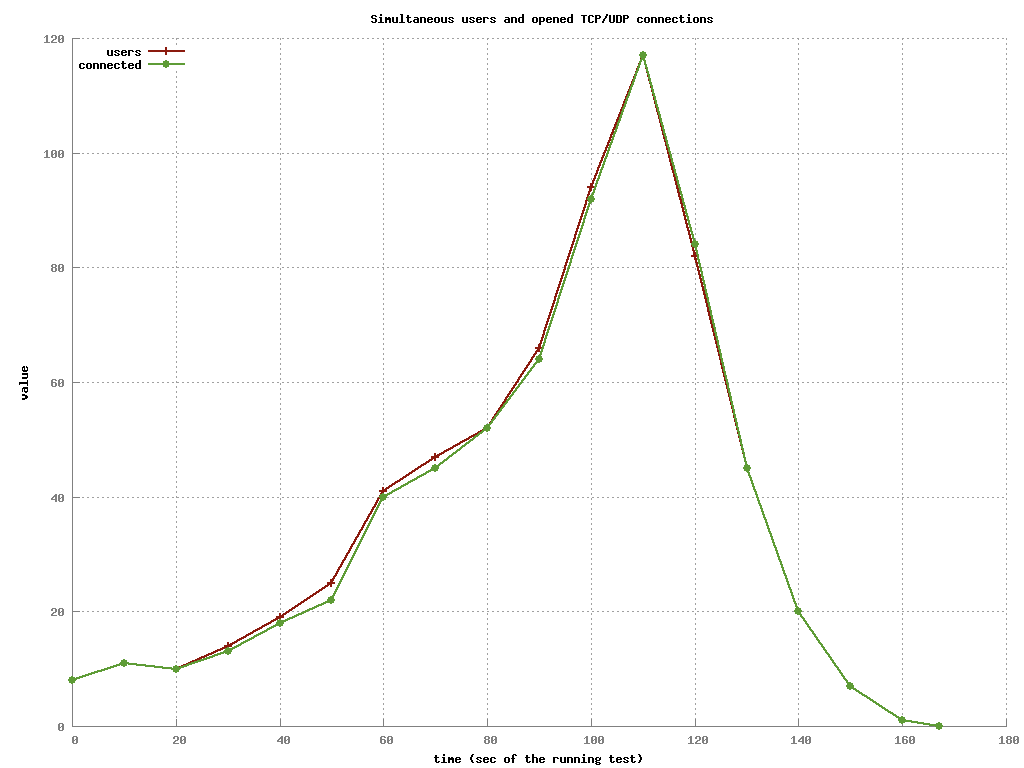 Simultaneous users and opened TCP/UDP connections
120
users
connected
100
80
value
60
40
20
0
0 20 40 60 80 100 120 140 160 180
time (sec of the running test)